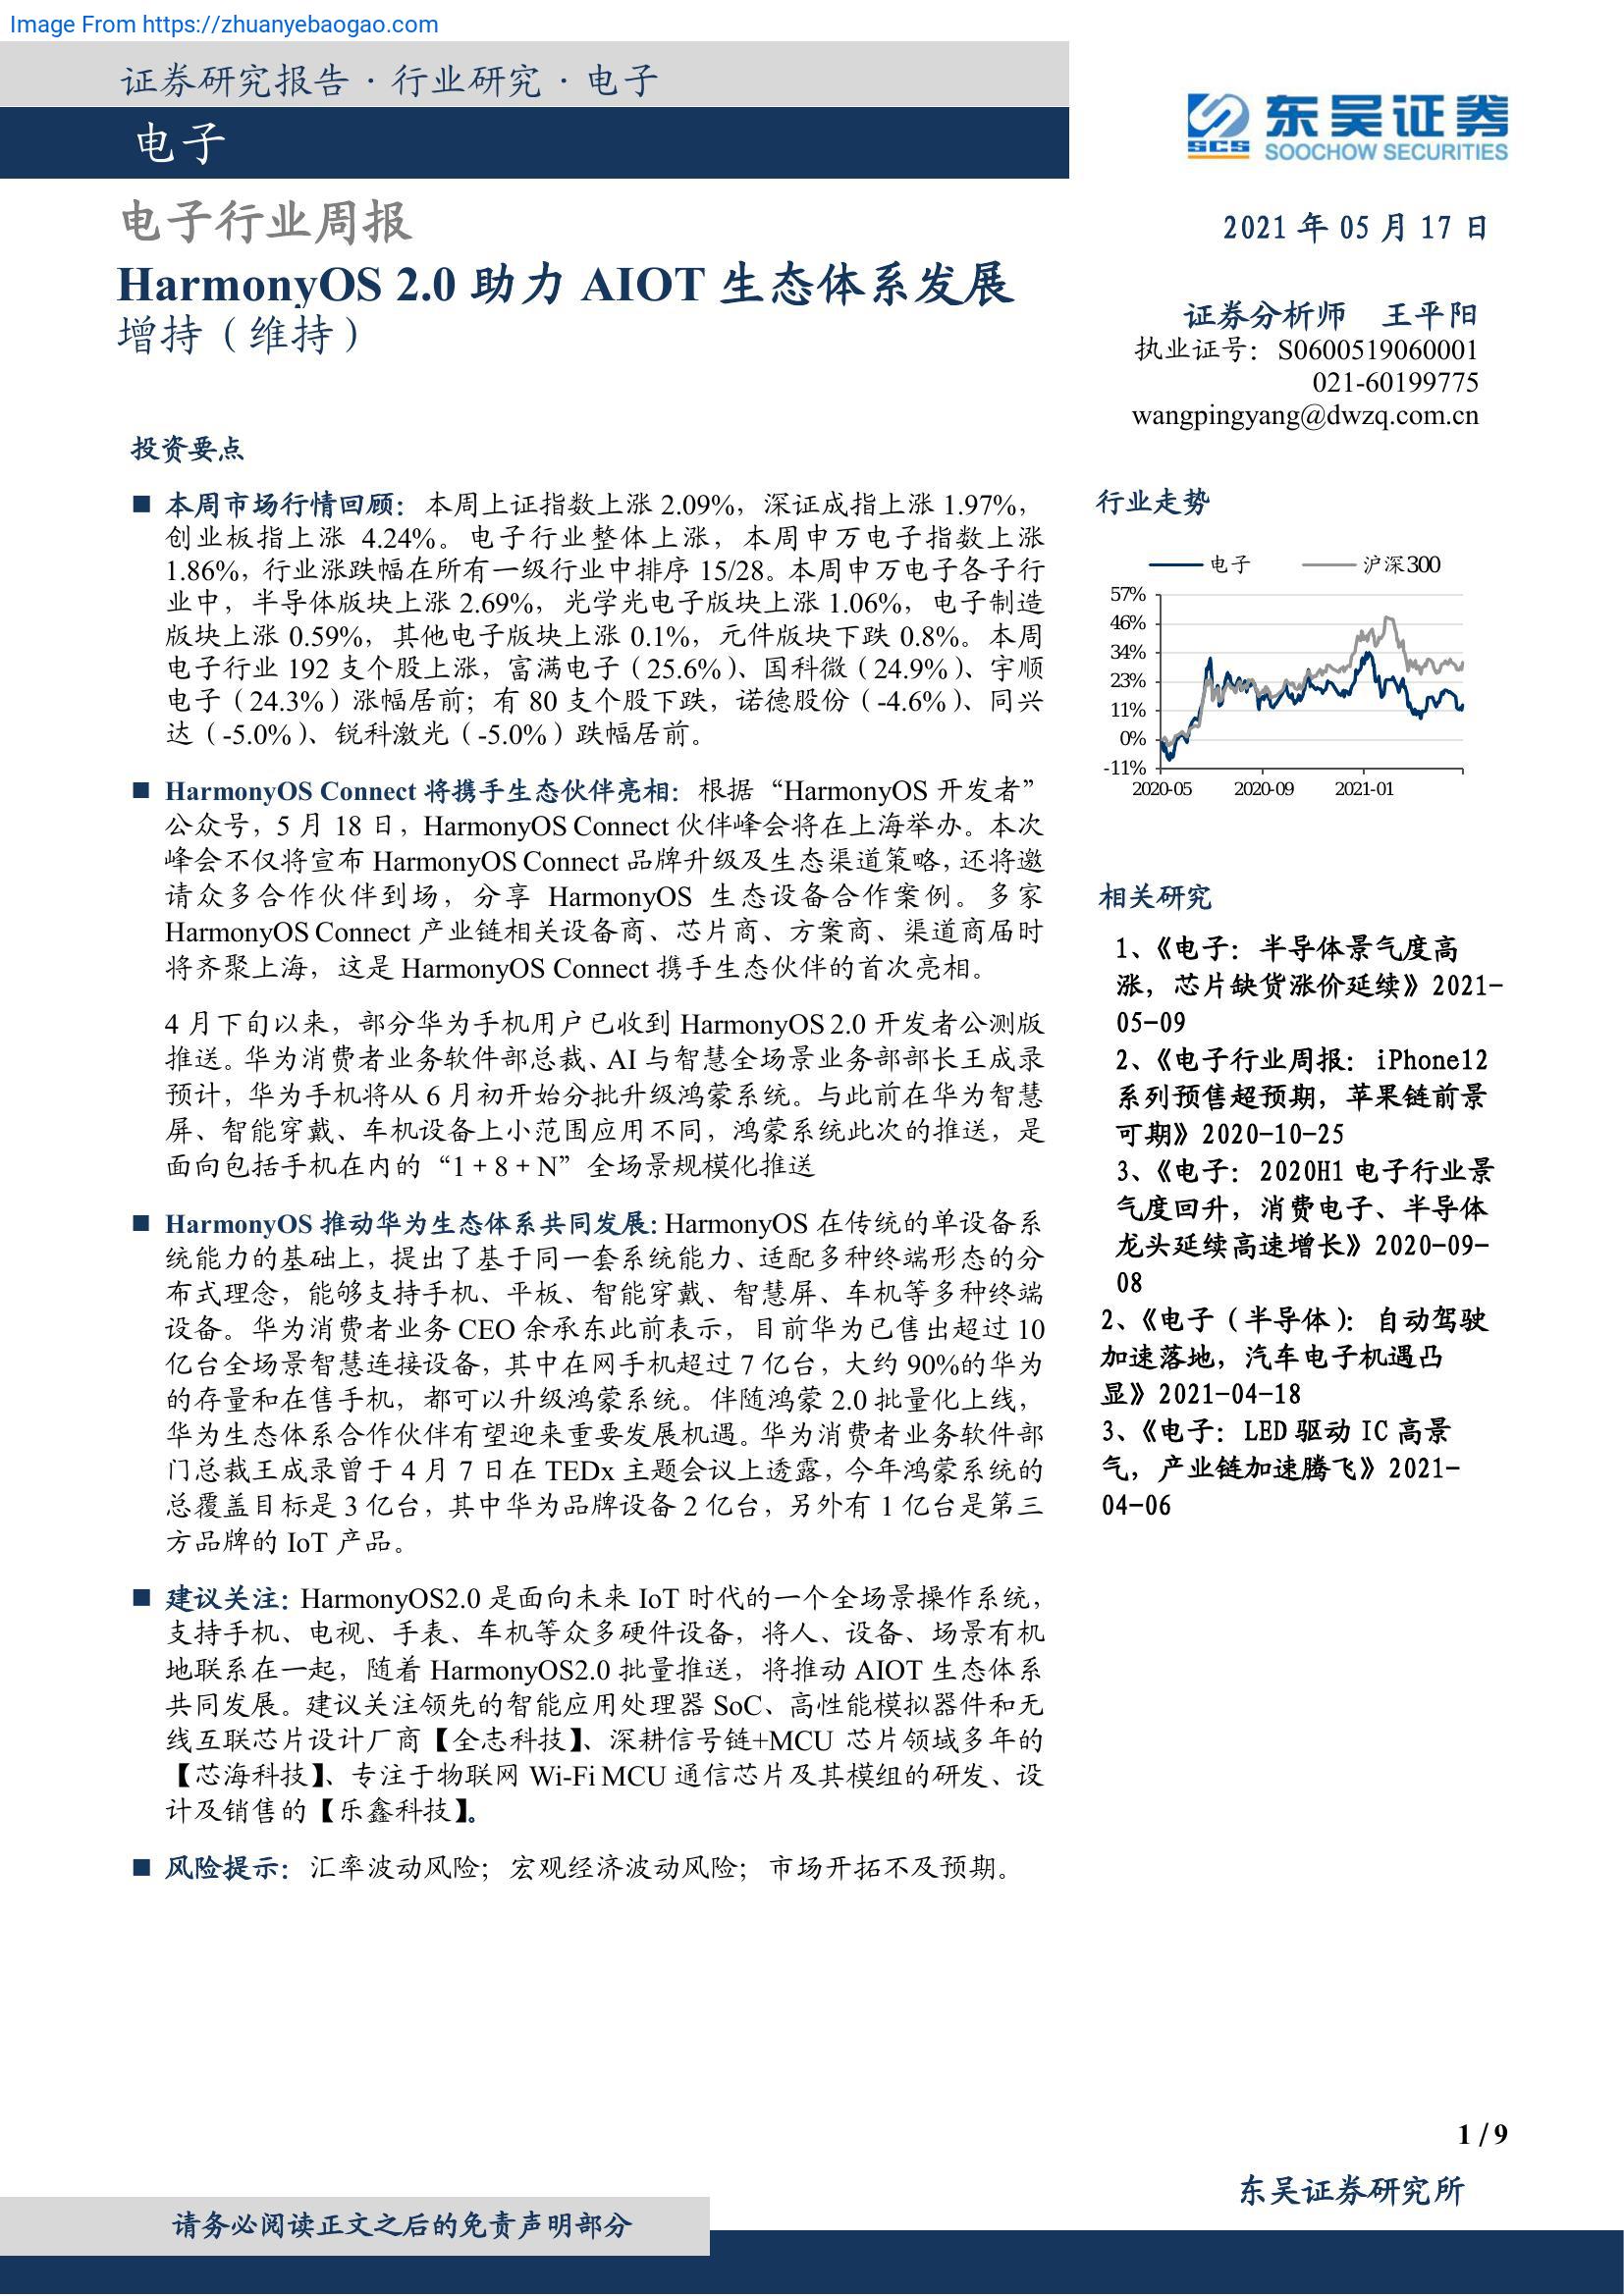 Image From https://zhuanyebaogao.com
证券研究报告·行业研究·电子
电子
东吴证券
SCS
SOOCHOW SECURITIES
电子行业周报
HarmonyOS 2.0 助力 AIOT 生态体系发展
增持（维持）
2021 年 05 月 17 日
证券分析师 王平阳
执业证号：S0600519060001
021-60199775
wangpingyang@dwzq.com.cn
投资要点
■ 本周市场行情回顾：本周上证指数上涨 2.09%，深证成指上涨 1.97%，
创业板指上涨 4.24%。电子行业整体上涨，本周申万电子指数上涨
1.86%，行业涨跌幅在所有一级行业中排序 15/28。本周申万电子各子行
业中，半导体版块上涨 2.69%，光学光电子版块上涨 1.06%，电子制造
版块上涨 0.59%，其他电子版块上涨 0.1%，元件版块下跌 0.8%。本周
电子行业 192 支个股上涨，富满电子（25.6%）、国科微（24.9%）、宇顺
电子（24.3%）涨幅居前；有 80 支个股下跌，诺德股份（-4.6%）、同兴
达（-5.0%）、锐科激光（-5.0%）跌幅居前。
■ HarmonyOS Connect 将携手生态伙伴亮相：根据“HarmonyOS 开发者”
公众号，5 月 18 日，HarmonyOS Connect 伙伴峰会将在上海举办。本次
峰会不仅将宣布 HarmonyOS Connect 品牌升级及生态渠道策略，还将邀
请众多合作伙伴到场，分享 HarmonyOS 生态设备合作案例。多家
HarmonyOS Connect 产业链相关设备商、芯片商、方案商、渠道商届时
将齐聚上海，这是 HarmonyOS Connect 携手生态伙伴的首次亮相。
4 月下旬以来，部分华为手机用户已收到 HarmonyOS 2.0 开发者公测版
推送。华为消费者业务软件部总裁、AI 与智慧全场景业务部部长王成录
预计，华为手机将从 6 月初开始分批升级鸿蒙系统。与此前在华为智慧
屏、智能穿戴、车机设备上小范围应用不同，鸿蒙系统此次的推送，是
面向包括手机在内的“1 + 8 + N”全场景规模化推送
■ HarmonyOS 推动华为生态体系共同发展：HarmonyOS 在传统的单设备系
统能力的基础上，提出了基于同一套系统能力、适配多种终端形态的分
布式理念，能够支持手机、平板、智能穿戴、智慧屏、车机等多种终端
设备。华为消费者业务 CEO 余承东此前表示，目前华为已售出超过 10
亿台全场景智慧连接设备，其中在网手机超过 7 亿台，大约 90%的华为
的存量和在售手机，都可以升级鸿蒙系统。伴随鸿蒙 2.0 批量化上线，
华为生态体系合作伙伴有望迎来重要发展机遇。华为消费者业务软件部
门总裁王成录曾于 4 月 7 日在 TEDx 主题会议上透露，今年鸿蒙系统的
总覆盖目标是 3 亿台，其中华为品牌设备 2 亿台，另外有 1 亿台是第三
方品牌的 IoT 产品。
■ 建议关注：HarmonyOS2.0 是面向未来 IoT 时代的一个全场景操作系统，
支持手机、电视、手表、车机等众多硬件设备，将人、设备、场景有机
地联系在一起，随着 HarmonyOS2.0 批量推送，将推动 AIOT 生态体系
共同发展。建议关注领先的智能应用处理器 SoC、高性能模拟器件和无
线互联芯片设计厂商【全志科技】、深耕信号链+MCU 芯片领域多年的
【芯海科技】、专注于物联网 Wi-Fi MCU 通信芯片及其模组的研发、设
计及销售的【乐鑫科技】。
■ 风险提示：汇率波动风险；宏观经济波动风险；市场开拓不及预期。
行业走势
电子 沪深300
57%
46%
34%
23%
11%
0%
-11%
2020-05 2020-09 2021-01
相关研究
1、《电子：半导体景气度高
涨，芯片缺货涨价延续》2021-
05-09
2、《电子行业周报：iPhone12
系列预售超预期，苹果链前景
可期》2020-10-25
3、《电子：2020H1 电子行业景
气度回升，消费电子、半导体
龙头延续高速增长》2020-09-
08
2、《电子（半导体）：自动驾驶
加速落地，汽车电子机遇凸
显》2021-04-18
3、《电子：LED 驱动 IC 高景
气，产业链加速腾飞》2021-
04-06
1 / 9
东吴证券研究所
请务必阅读正文之后的免责声明部分